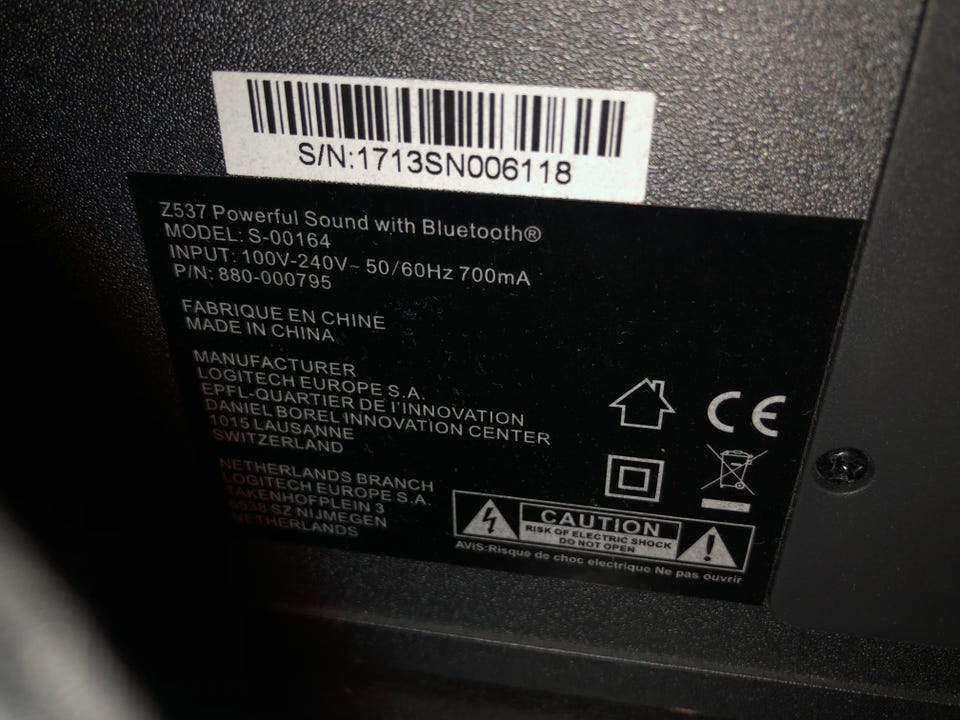 S/N:1713SN006118
Z537 Powerful Sound with Bluetooth®
MODEL: S-00164
INPUT: 100V-240V~ 50/60Hz 700mA
P/N: 880-000795
FABRIQUE EN CHINE
MADE IN CHINA
MANUFACTURER
LOGITECH EUROPE S.A.
EPFL-QUARTIER DE I'INNOVATION
DANIEL BOREL INNOVATION CENTER
1015 LAUSANNE
SWITZERLAND
NETHERLANDS BRANCH
LOGITECH EUROPE S.A.
TAKENHOFPLEIN 3
6538 SZ NIJMEGEN
NETHERLANDS
CE
CAUTION
RISK OF ELECTRIC SHOCK
DO NOT OPEN
AVIS:Risque de choc electrique Ne pas ouvrir